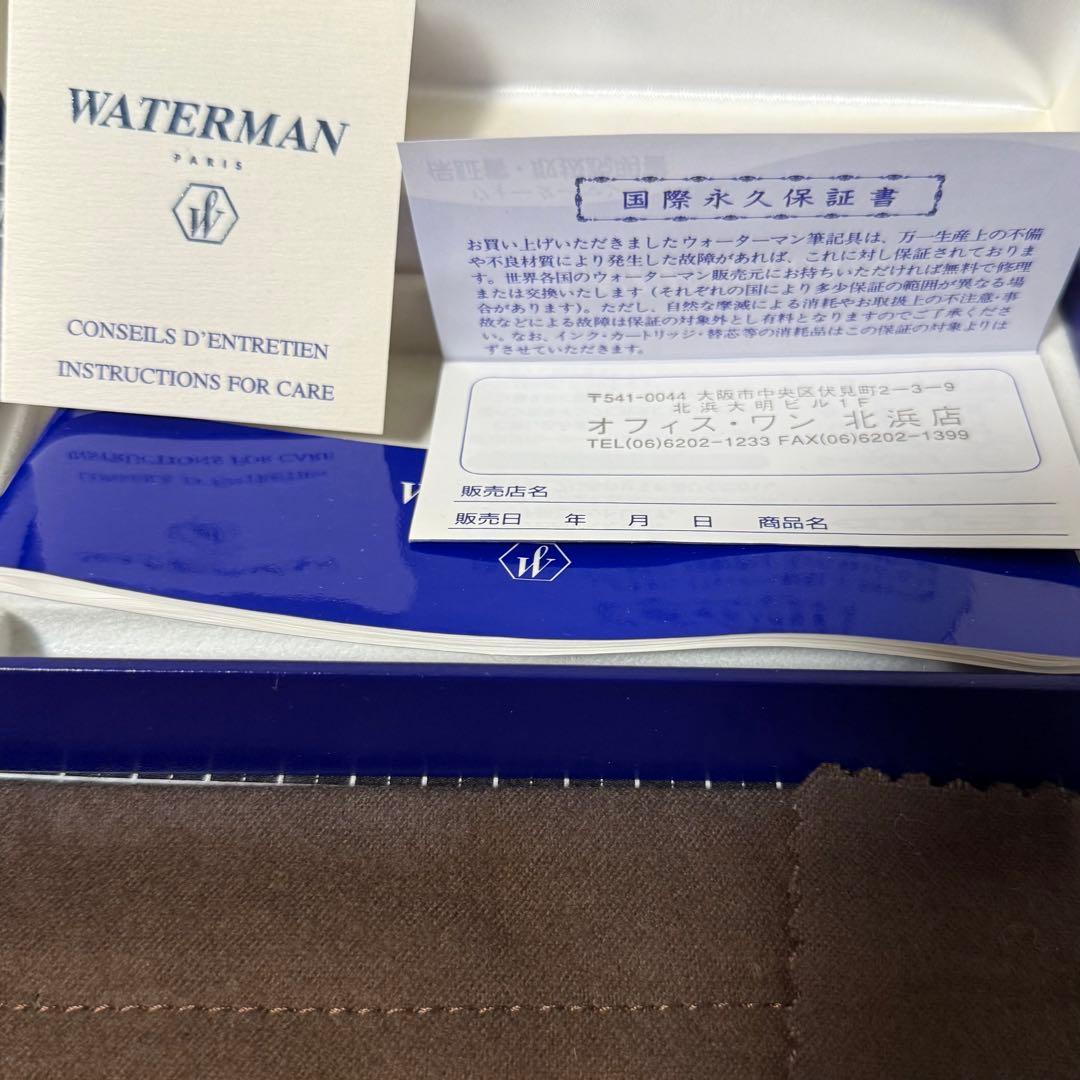 WATERMAN
PARIS
CONSEILS D'ENTRETIEN
INSTRUCTIONS FOR CARE
国際永久保証書
お買い上げいただきましたウォーターマン筆記具は、万一生産上の不備
や不良材質により発生した故障があれば、これに対し保証されておりま
す。世界各国のウォーターマン販売元にお持ちいただければ無料で修理
または交換いたします(それぞれの国により多少保証の範囲が異なる場
合があります)。ただし、自然な摩滅による消耗やお取扱上の不注意・事
故などによる故障は保証の対象外とし有料となりますのでご了承くださ
い。なお、インク・カートリッジ・替芯等の消耗品はこの保証の対象よりは
ずさせていただきます。
〒541-0044 大阪市中央区伏見町2-3-9
北浜大明ビル1F
オフィス・ワン 北浜店
TEL(06)6202-1233 FAX(06)6202-1399
販売店名
販売日 年 月 日 商品名